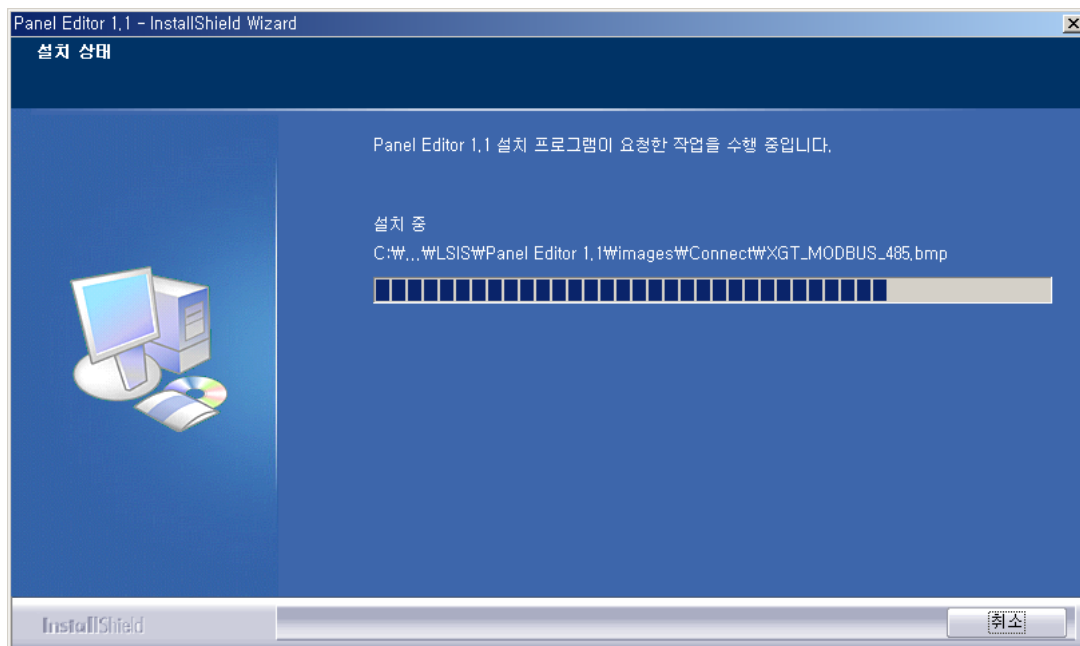 Panel Editor 1.1 - InstallShield Wizard
설치 상태
Panel Editor 1.1 설치 프로그램이 요청한 작업을 수행 중입니다.
설치 중
C:₩...₩LSIS₩Panel Editor 1.1₩images₩Connect₩XGT_MODBUS_485.bmp
InstallShield
취소